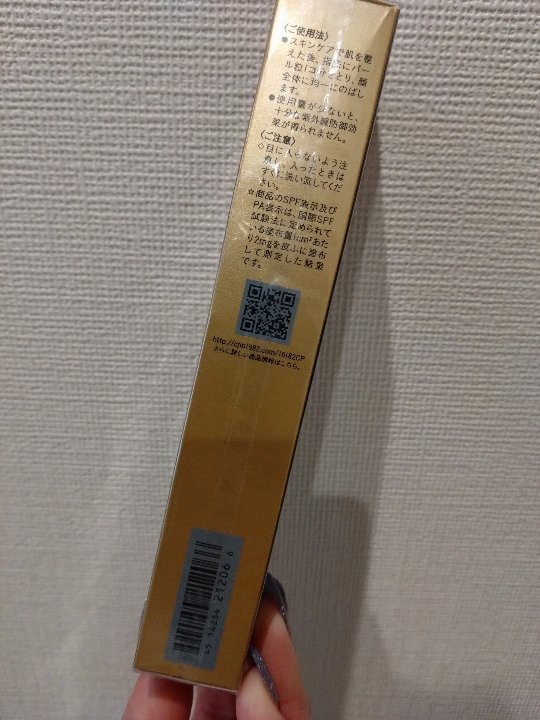 〈ご使用法〉
●スキンケアで肌を整
えた後、指先にパー
ル粒1コ分をとり、顔
全体に均一にのばし
ます。
●使用量が少ないと、
十分な紫外線防御効
果が得られません。
〈ご注意〉
○目に入らないよう注
意し、入ったときは
すぐに洗い流してくだ
さい。
☆商品のSPF表示及び
PA表示は、国際SPF
試験法に定められて
いる塗布量1cm²あた
り2mgを皮ふに塗布
して測定した結果
です。
http://cpb1982.com/16182CP
さらに詳しい商品情報はこちら。
45 14254 21206 6